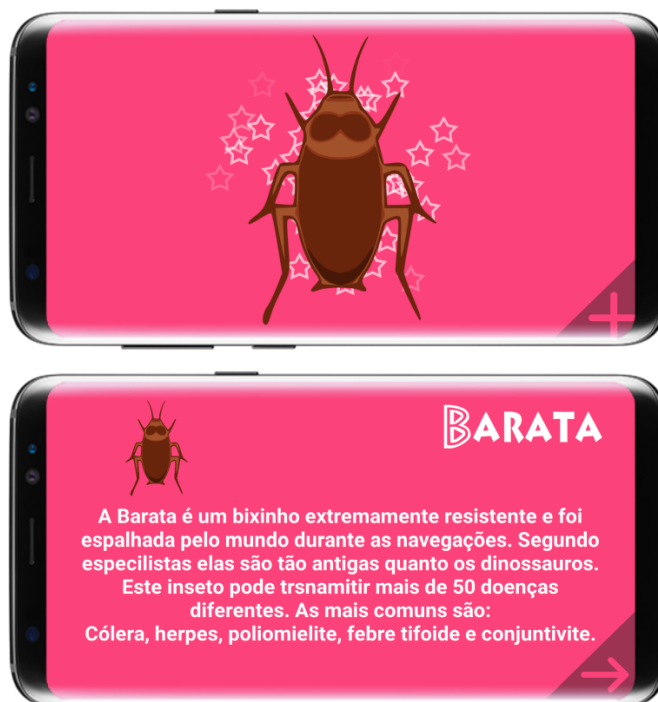 BARATA
A Barata é um bixinho extremamente resistente e foi
espalhada pelo mundo durante as navegações. Segundo
especilistas elas são tão antigas quanto os dinossauros.
Este inseto pode trsnamitir mais de 50 doenças
diferentes. As mais comuns são:
Cólera, herpes, poliomielite, febre tifoide e conjuntivite.